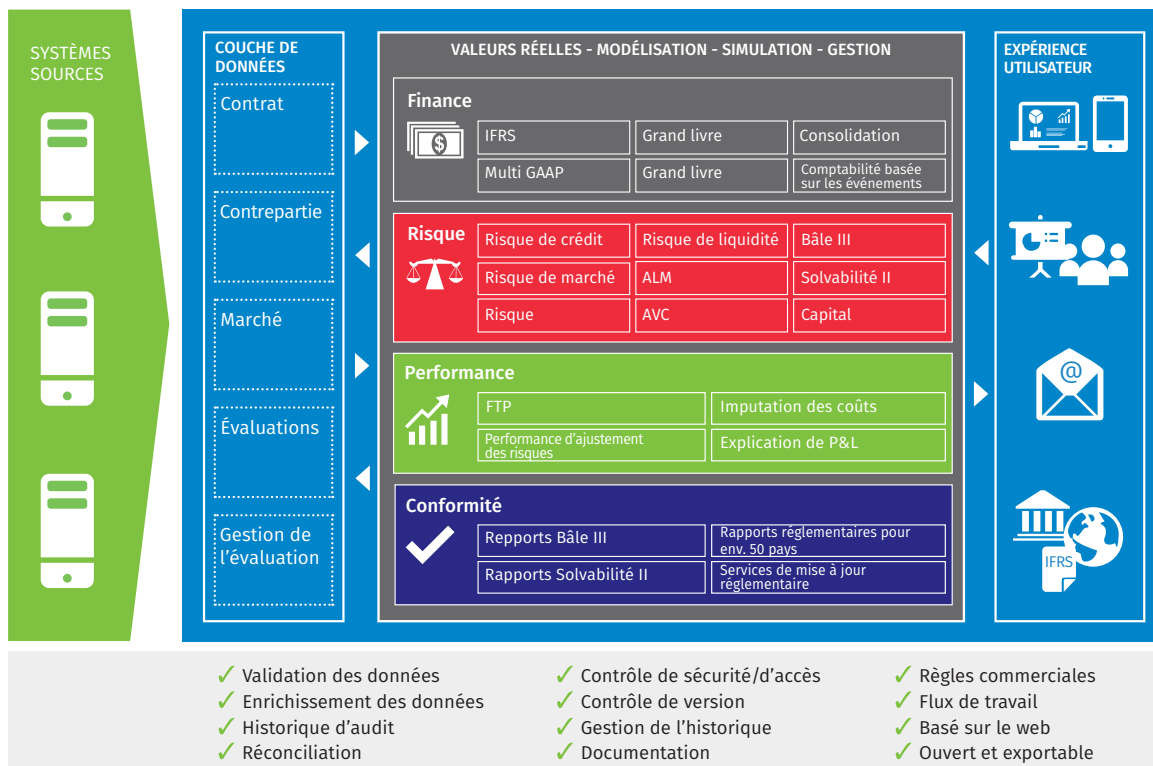 SYSTÈMES
SOURCES
COUCHE DE
DONNÉES
Contrat
Contrepartie
Marché
Évaluations
Gestion de
l'évaluation
VALEURS RÉELLES - MODÉLISATION - SIMULATION - GESTION
Finance
$
IFRS
Grand livre
Consolidation
Multi GAAP
Grand livre
Comptabilité basée
sur les événements
Risque
Risque de crédit
Risque de liquidité
Bâle III
Risque de marché
ALM
Solvabilité II
Risque
AVC
Capital
Performance
FTP
Imputation des coûts
Performance d'ajustement
des risques
Explication de P&L
Conformité
Repports Bâle III
Rapports réglementaires pour
env. 50 pays
Rapports Solvabilité II
Services de mise à jour
réglementaire
EXPÉRIENCE
UTILISATEUR
@
IFRS
✓ Validation des données
✓ Enrichissement des données
✓ Historique d'audit
✓ Réconciliation
✓ Contrôle de sécurité/d'accès
✓ Contrôle de version
✓ Gestion de l'historique
✓ Documentation
✓ Règles commerciales
✓ Flux de travail
✓ Basé sur le web
✓ Ouvert et exportable